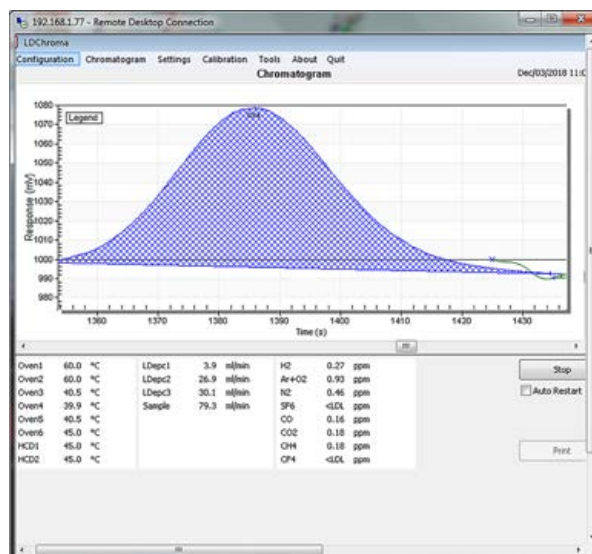 192.168.1.77 - Remote Desktop Connection
LDChroma
Configuration Chromatogram Settings Calibration Tools About Quit
Chromatogram Dec/03/2018 11:0
Legend
Response (mV)
1080
1070
1060
1050
1040
1030
1020
1010
1000
990
980
1360 1370 1380 1390 1400 1410 1420 1430
Time (s)
Oven1 60.0 °C LDepc1 3.9 ml/min H2 0.27 ppm
Oven2 60.0 °C LDepc2 26.9 ml/min Ar+O2 0.93 ppm
Oven3 40.5 °C LDepc3 30.1 ml/min N2 0.46 ppm
Oven4 39.9 °C Sample 79.3 ml/min SF6 <LDL ppm
Oven5 40.5 °C CO 0.16 ppm
Oven6 45.0 °C CO2 0.18 ppm
HCD1 45.0 °C CH4 0.18 ppm
HCD2 45.0 °C CF4 <LDL ppm
Stop
Auto Restart
Print